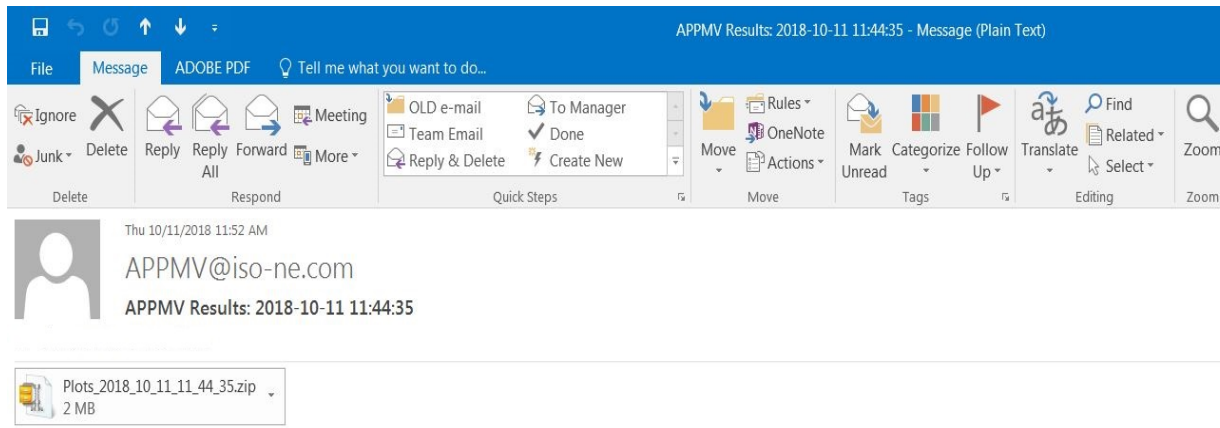 APPMV Results: 2018-10-11 11:44:35 - Message (Plain Text)
File Message ADOBE PDF Tell me what you want to do...
Ignore
Junk
Delete
Delete
Reply
Reply All
Forward
Meeting
More
Respond
OLD e-mail
Team Email
Reply & Delete
To Manager
Done
Create New
Quick Steps
Move
Rules
OneNote
Actions
Move
Mark Unread
Categorize
Follow Up
Tags
Translate
Find
Related
Select
Editing
Zoom
Zoom
Thu 10/11/2018 11:52 AM
APPMV@iso-ne.com
APPMV Results: 2018-10-11 11:44:35
Plots_2018_10_11_11_44_35.zip
2 MB